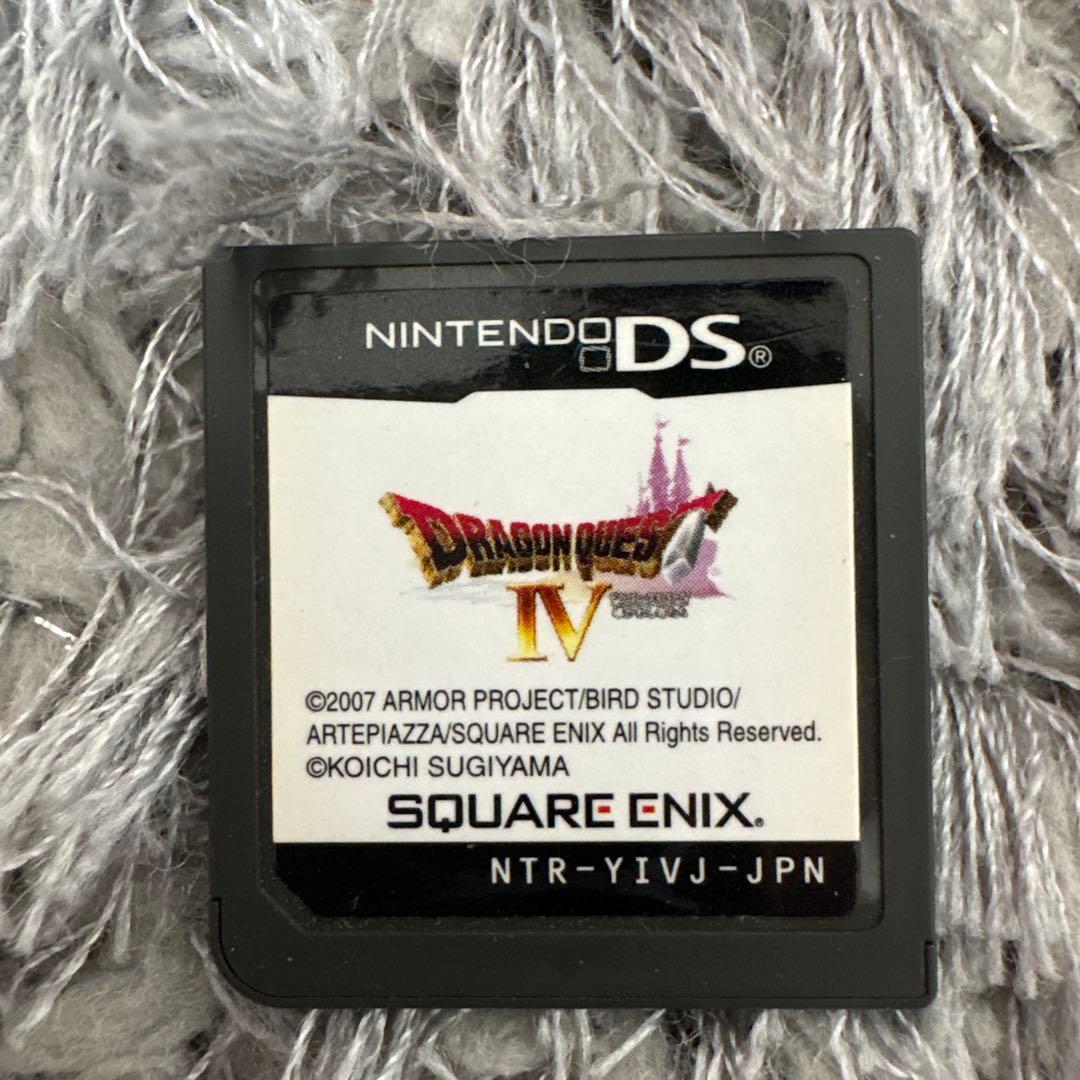 NINTENDO DS®
DRAGON QUEST
IV
©2007 ARMOR PROJECT/BIRD STUDIO/
ARTEPIAZZA/SQUARE ENIX All Rights Reserved.
©KOICHI SUGIYAMA
SQUARE ENIX.
NTR-YIVJ-JPN